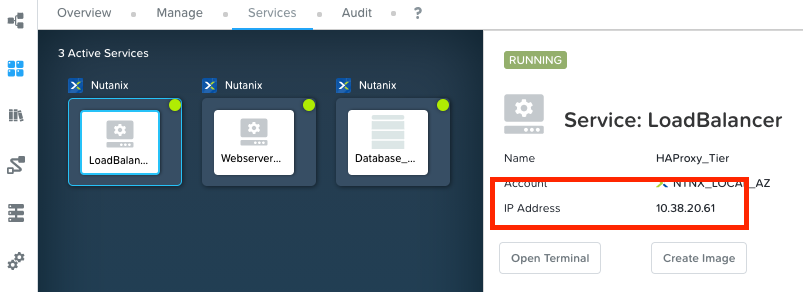 Overview Manage Services Audit ?
3 Active Services
Nutanix Nutanix Nutanix
LoadBalan... Webserver... Database_...
RUNNING
Service: LoadBalancer
Name HAProxy_Tier
Account NTNX_LOCAL_AZ
IP Address 10.38.20.61
Open Terminal Create Image